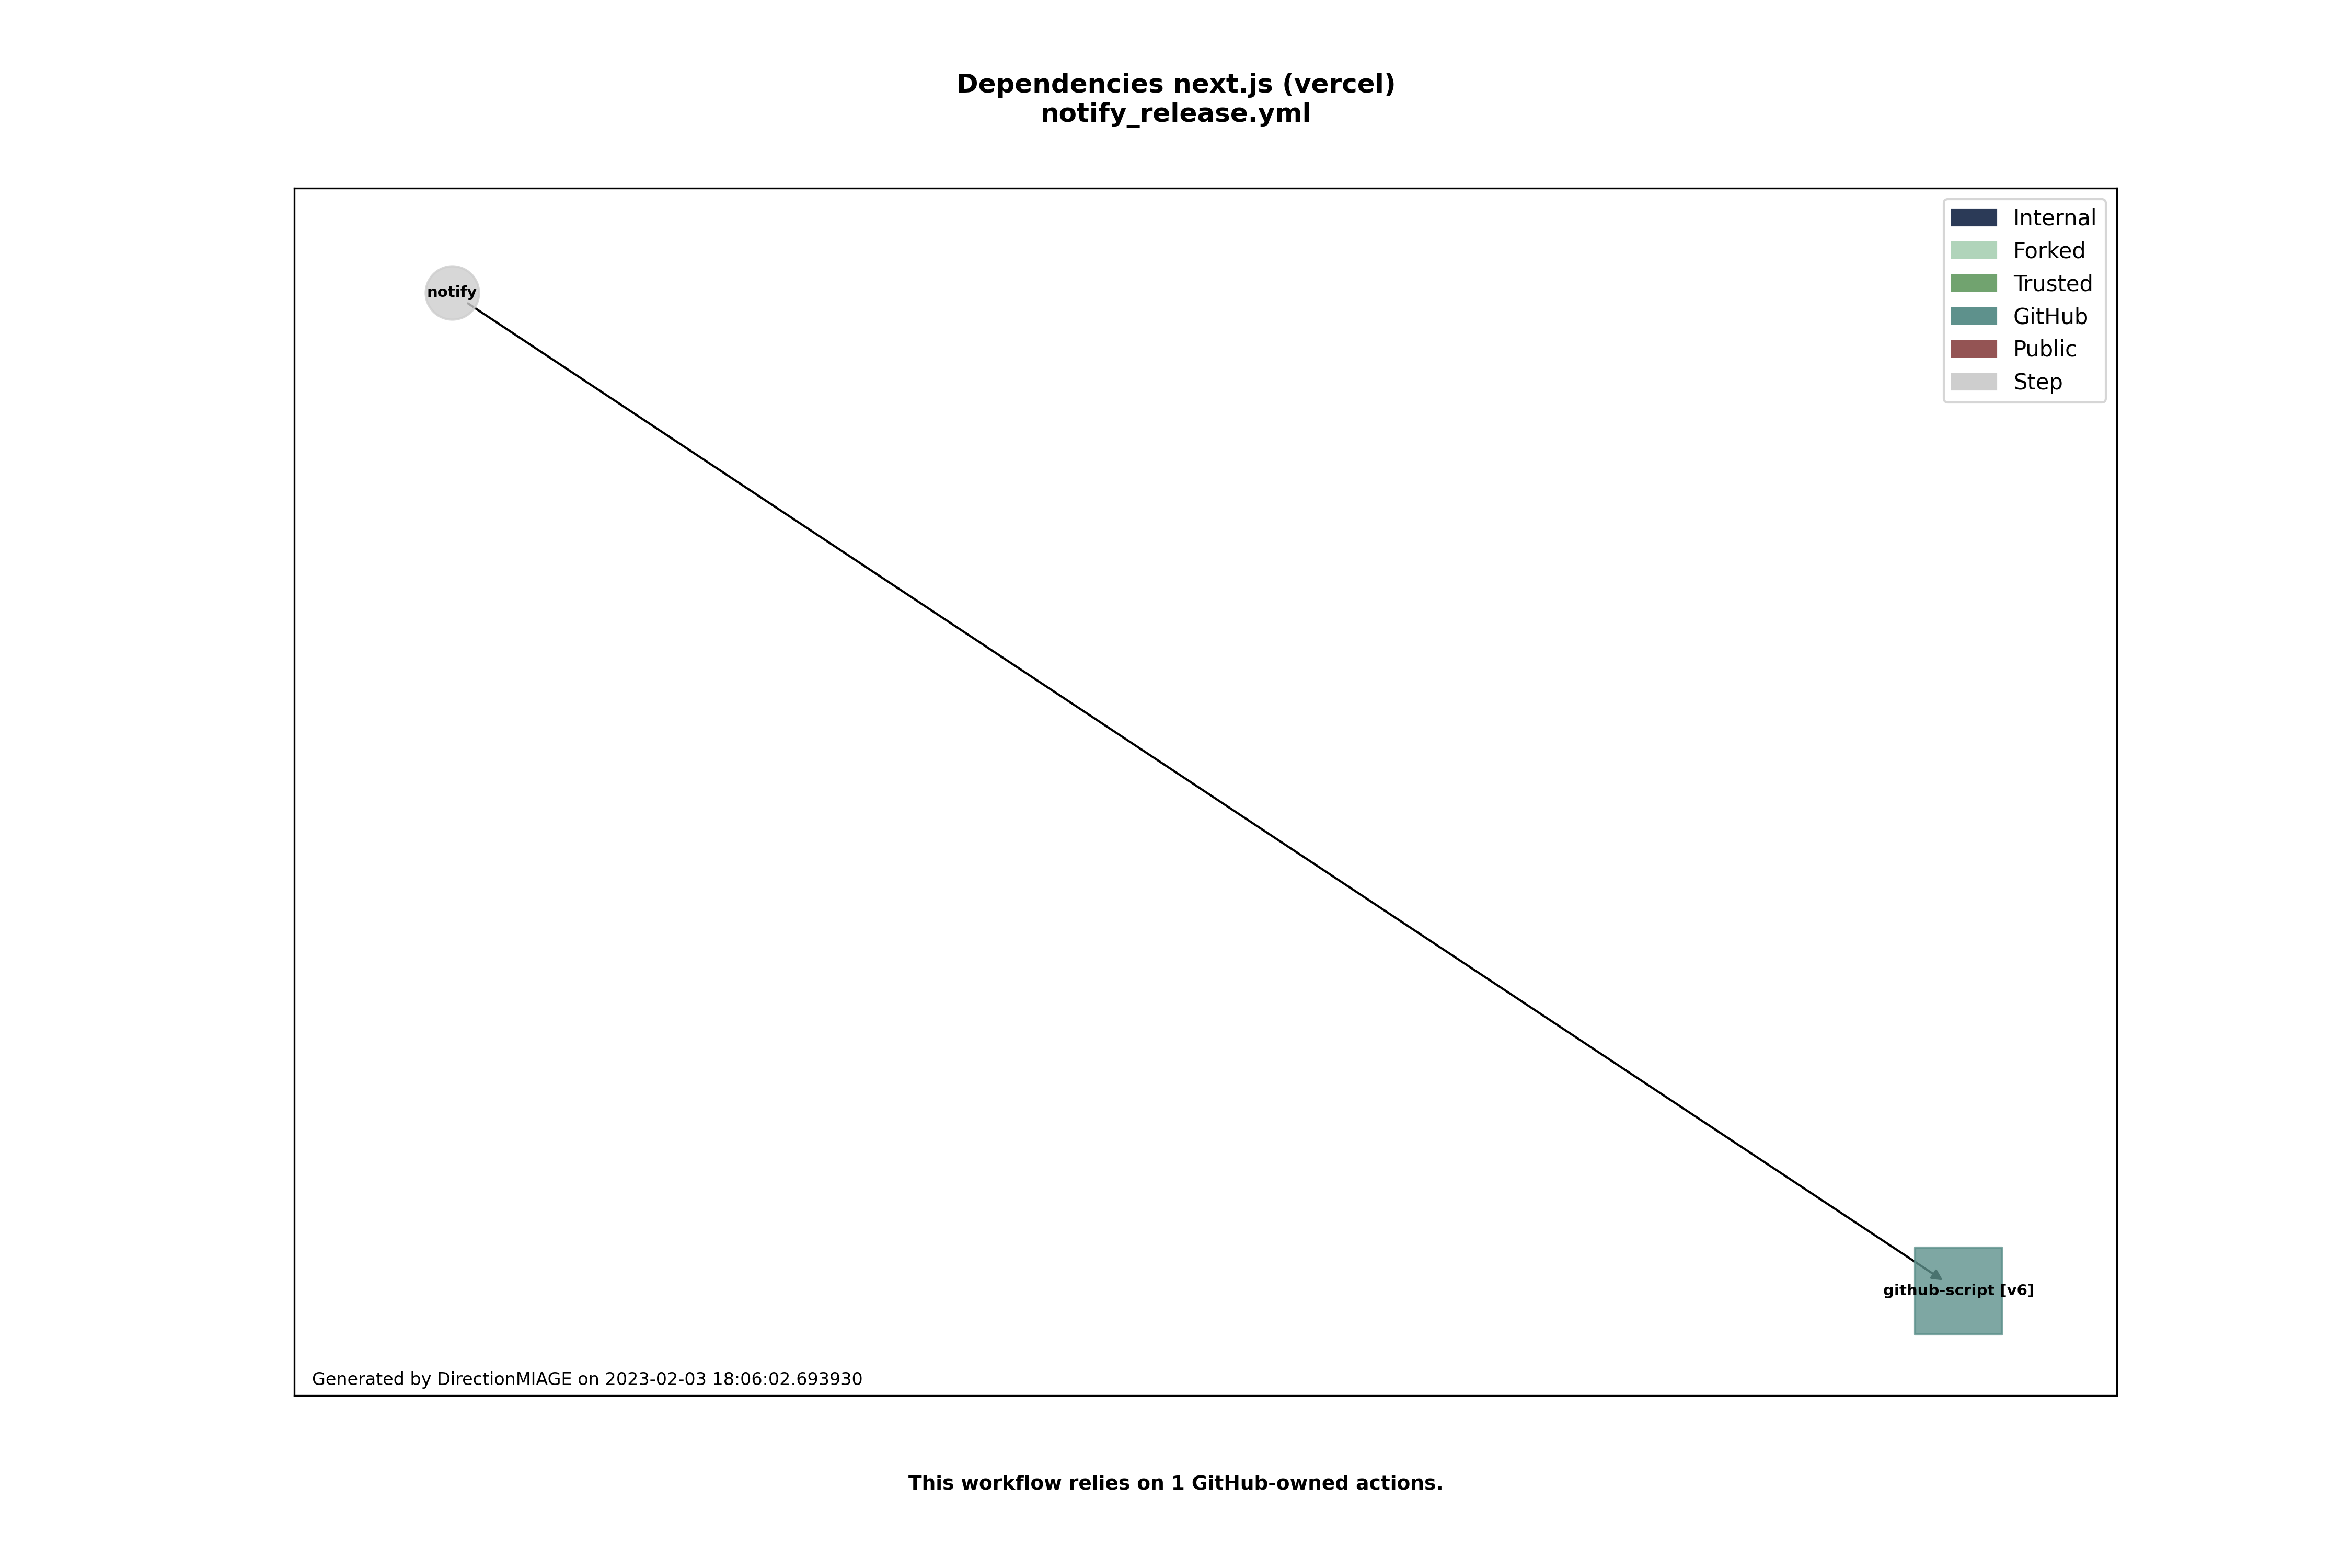 Dependencies next.js (vercel)
notify_release.yml
Internal
Forked
Trusted
GitHub
Public
Step
notify
github-script [v6]
Generated by DirectionMIAGE on 2023-02-03 18:06:02.693930
This workflow relies on 1 GitHub-owned actions.